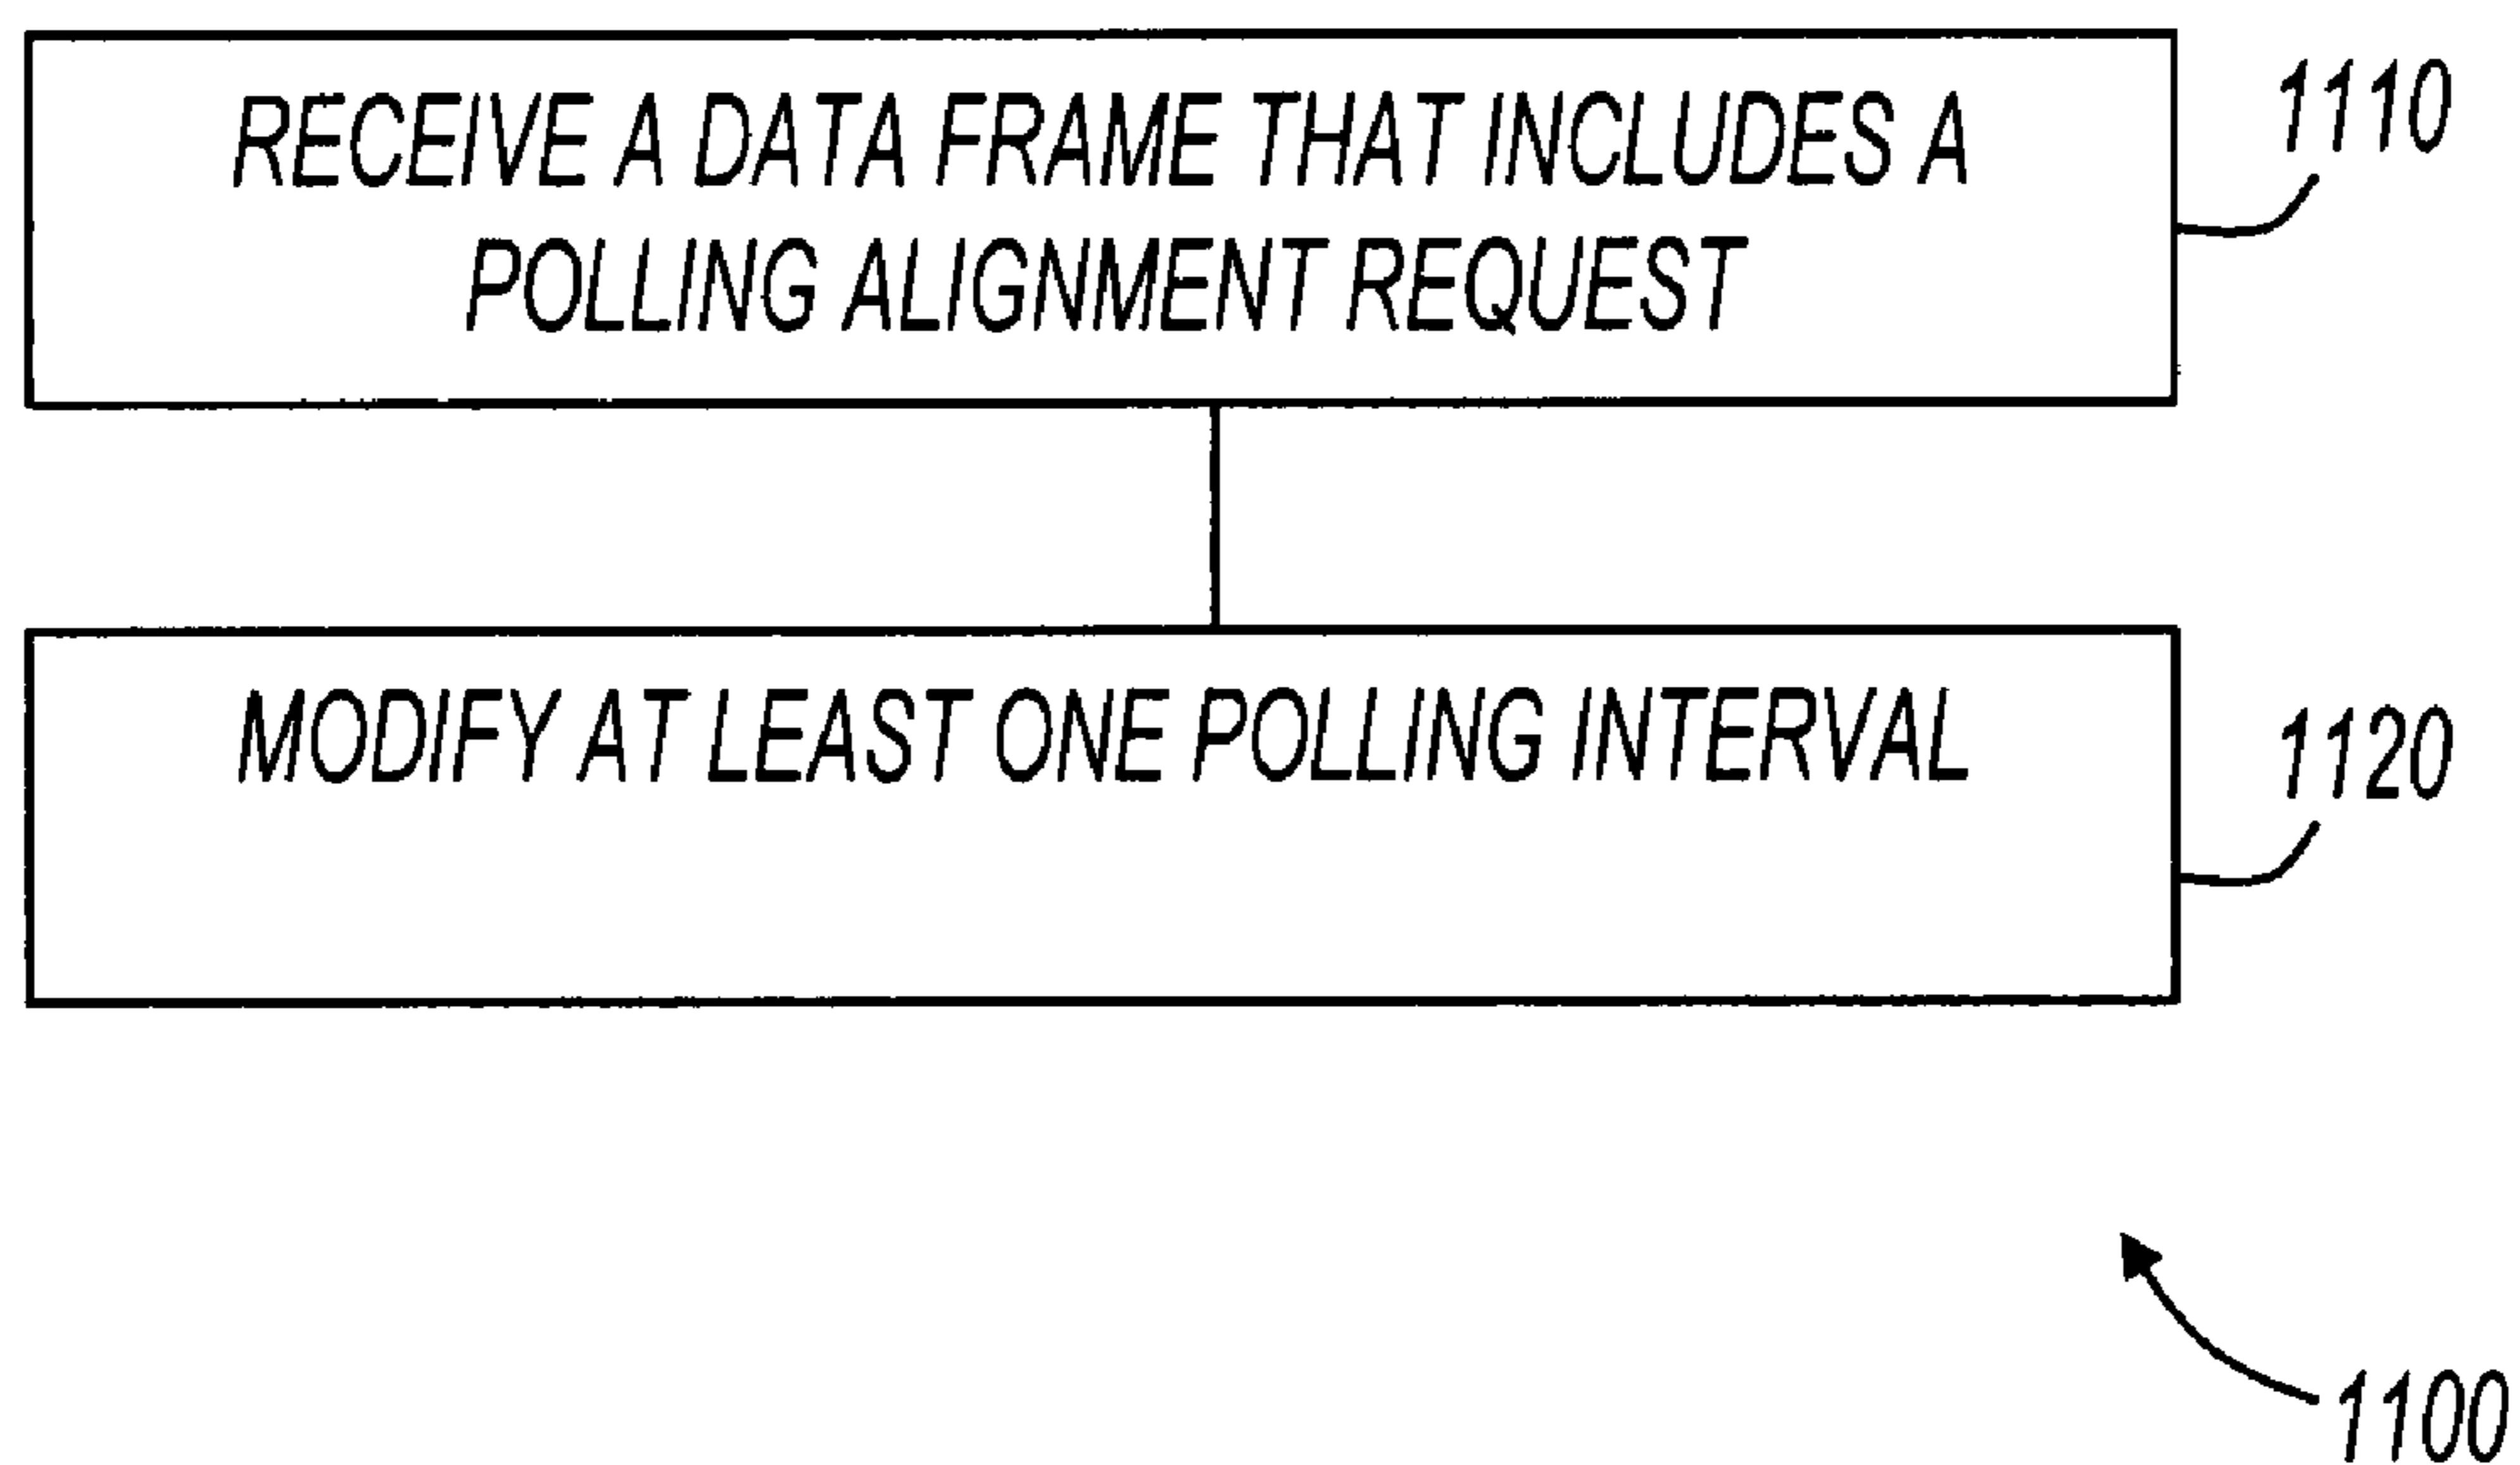 RECEIVE A DATA FRAME THAT INCLUDES A
POLLING ALIGNMENT REQUEST
1110
MODIFY AT LEAST ONE POLLING INTERVAL
1120
1100